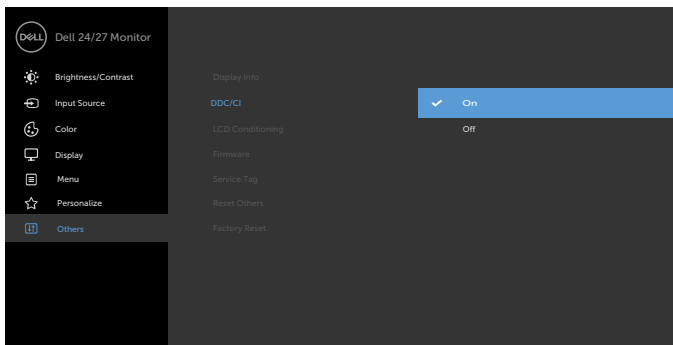 DELL Dell 24/27 Monitor
Brightness/Contrast Display Info
Input Source DDC/CI On
Color LCD Conditioning Off
Display Firmware
Menu Service Tag
Personalize Reset Others
Others Factory Reset